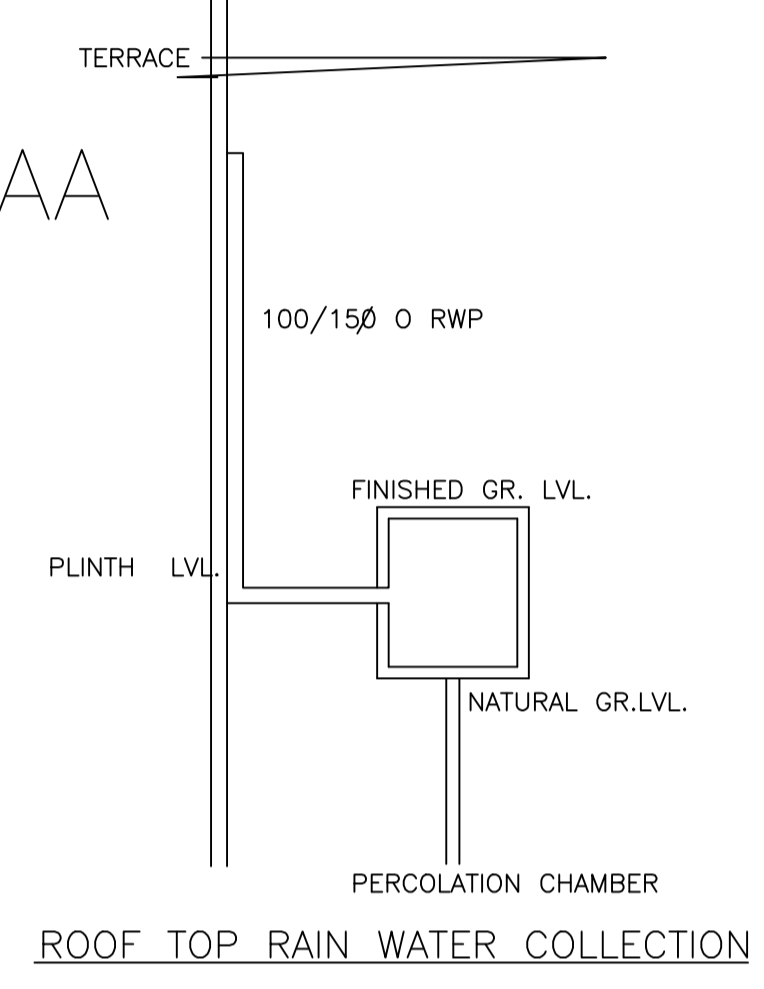 TERRACE
AA
100/150 O RWP
FINISHED GR. LVL.
PLINTH LVL.
NATURAL GR.LVL.
PERCOLATION CHAMBER
ROOF TOP RAIN WATER COLLECTION